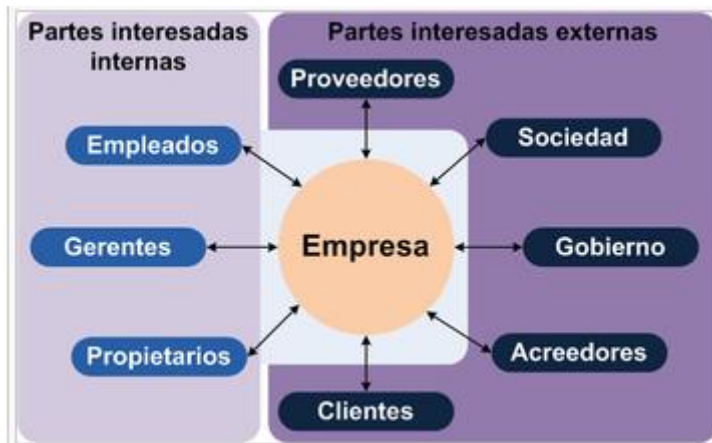 Partes interesadas
internas
Partes interesadas externas
Proveedores
Empleados
Sociedad
Gerentes
Empresa
Gobierno
Propietarios
Acreedores
Clientes